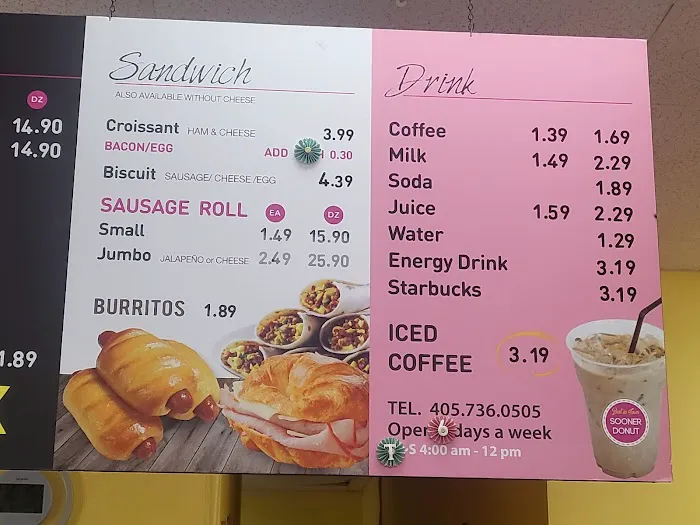 DZ
14.90
14.90
1.89
Sandwich
ALSO AVAILABLE WITHOUT CHEESE
Croissant HAM & CHEESE 3.99
BACON/EGG ADD 0.30
Biscuit SAUSAGE/ CHEESE /EGG 4.39
SAUSAGE ROLL EA DZ
Small 1.49 15.90
Jumbo JALAPEÑO or CHEESE 2.49 25.90
BURRITOS 1.89
Drink
Coffee 1.39 1.69
Milk 1.49 2.29
Soda 1.89
Juice 1.59 2.29
Water 1.29
Energy Drink 3.19
Starbucks 3.19
ICED
COFFEE 3.19
SOONER
DONUT
TEL. 405.736.0505
Open 6 days a week
T-S 4:00 am - 12 pm